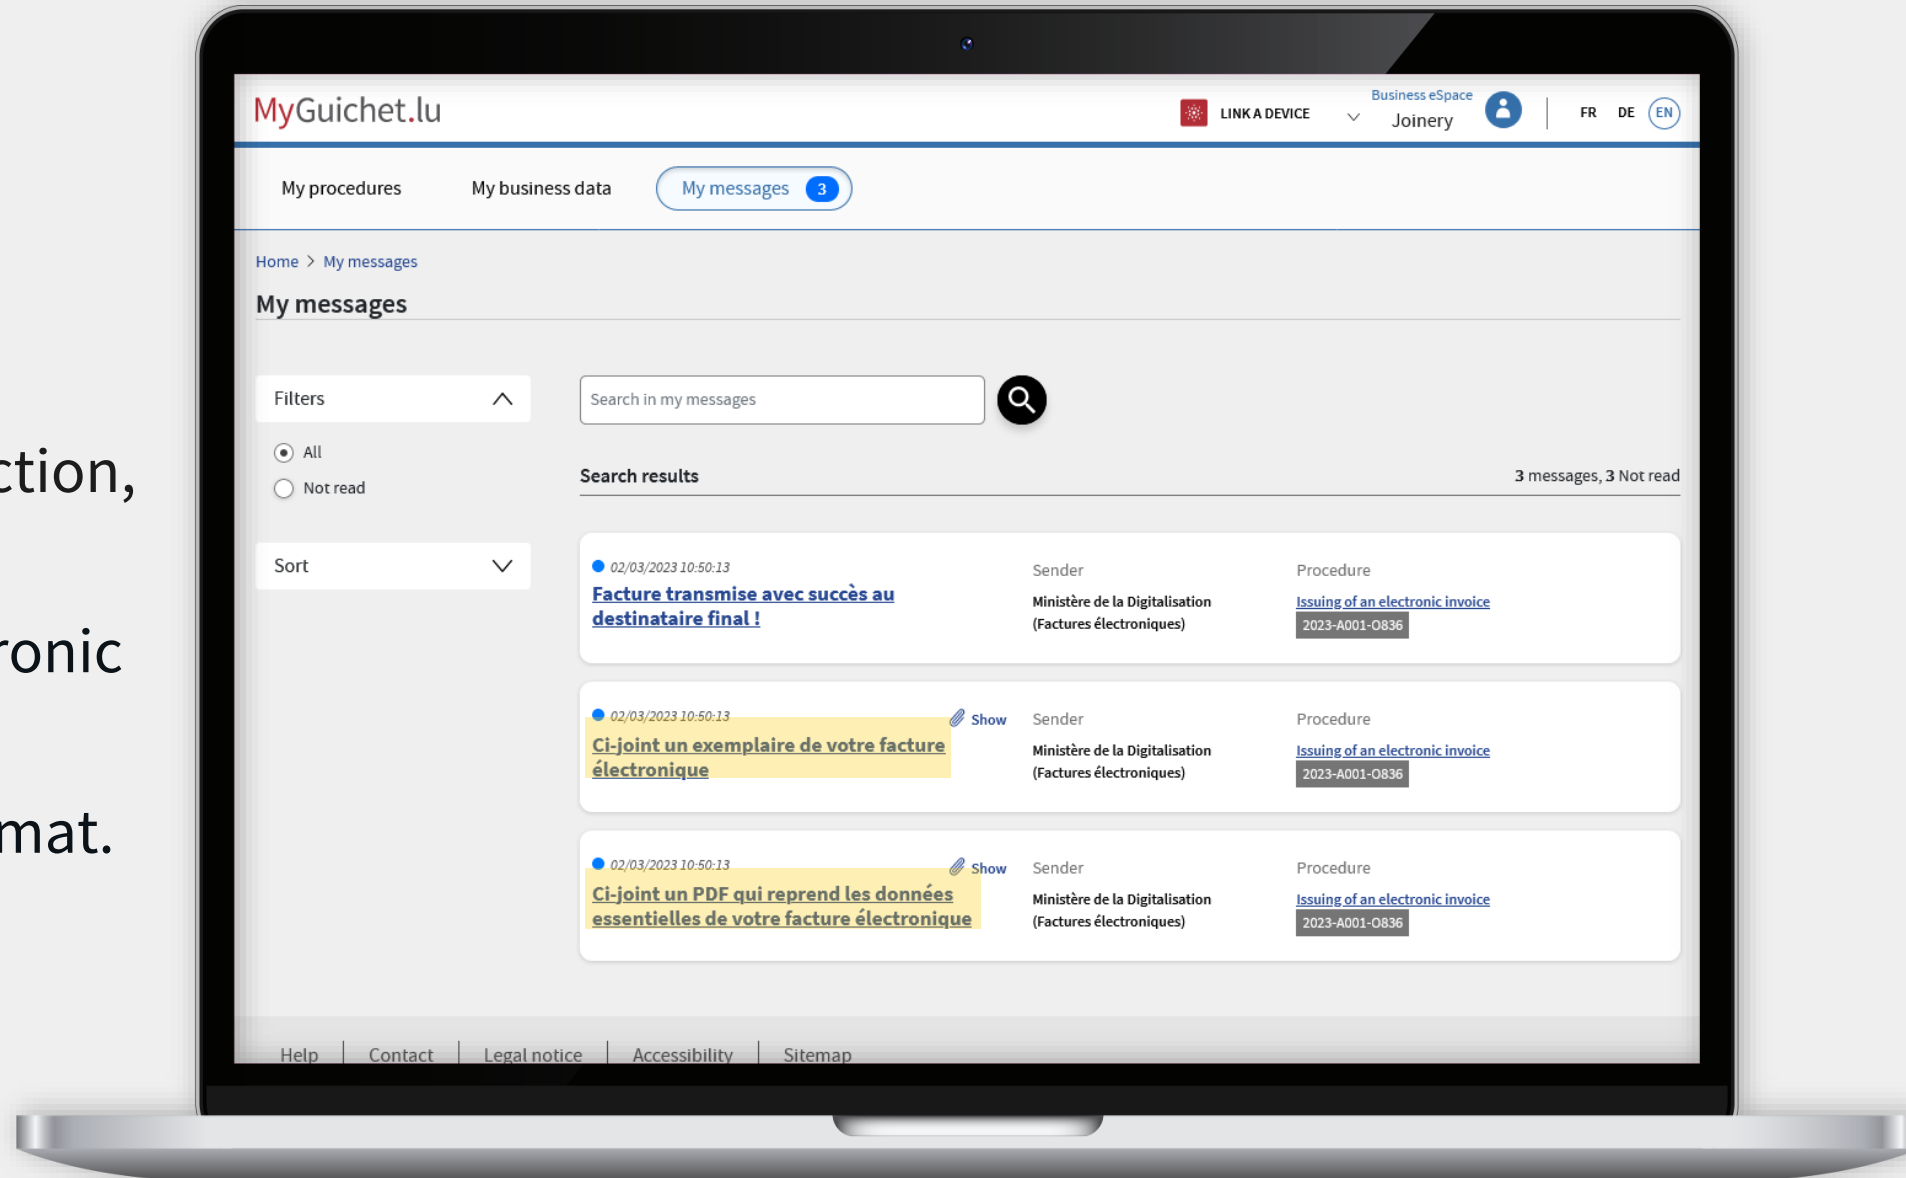 ction,
ronic
mat.
MyGuichet.lu
LINK A DEVICE
Business eSpace
Joinery
FR DE EN
My procedures My business data My messages 3
Home > My messages
My messages
Filters
All
Not read
Sort
Search in my messages
Search results 3 messages, 3 Not read
02/03/2023 10:50:13
Facture transmise avec succès au
destinataire final !
Sender
Ministère de la Digitalisation
(Factures électroniques)
Procedure
Issuing of an electronic invoice
2023-A001-O836
02/03/2023 10:50:13
Show
Ci-joint un exemplaire de votre facture
électronique
Sender
Ministère de la Digitalisation
(Factures électroniques)
Procedure
Issuing of an electronic invoice
2023-A001-O836
02/03/2023 10:50:13
Show
Ci-joint un PDF qui reprend les données
essentielles de votre facture électronique
Sender
Ministère de la Digitalisation
(Factures électroniques)
Procedure
Issuing of an electronic invoice
2023-A001-O836
Help Contact Legal notice Accessibility Sitemap